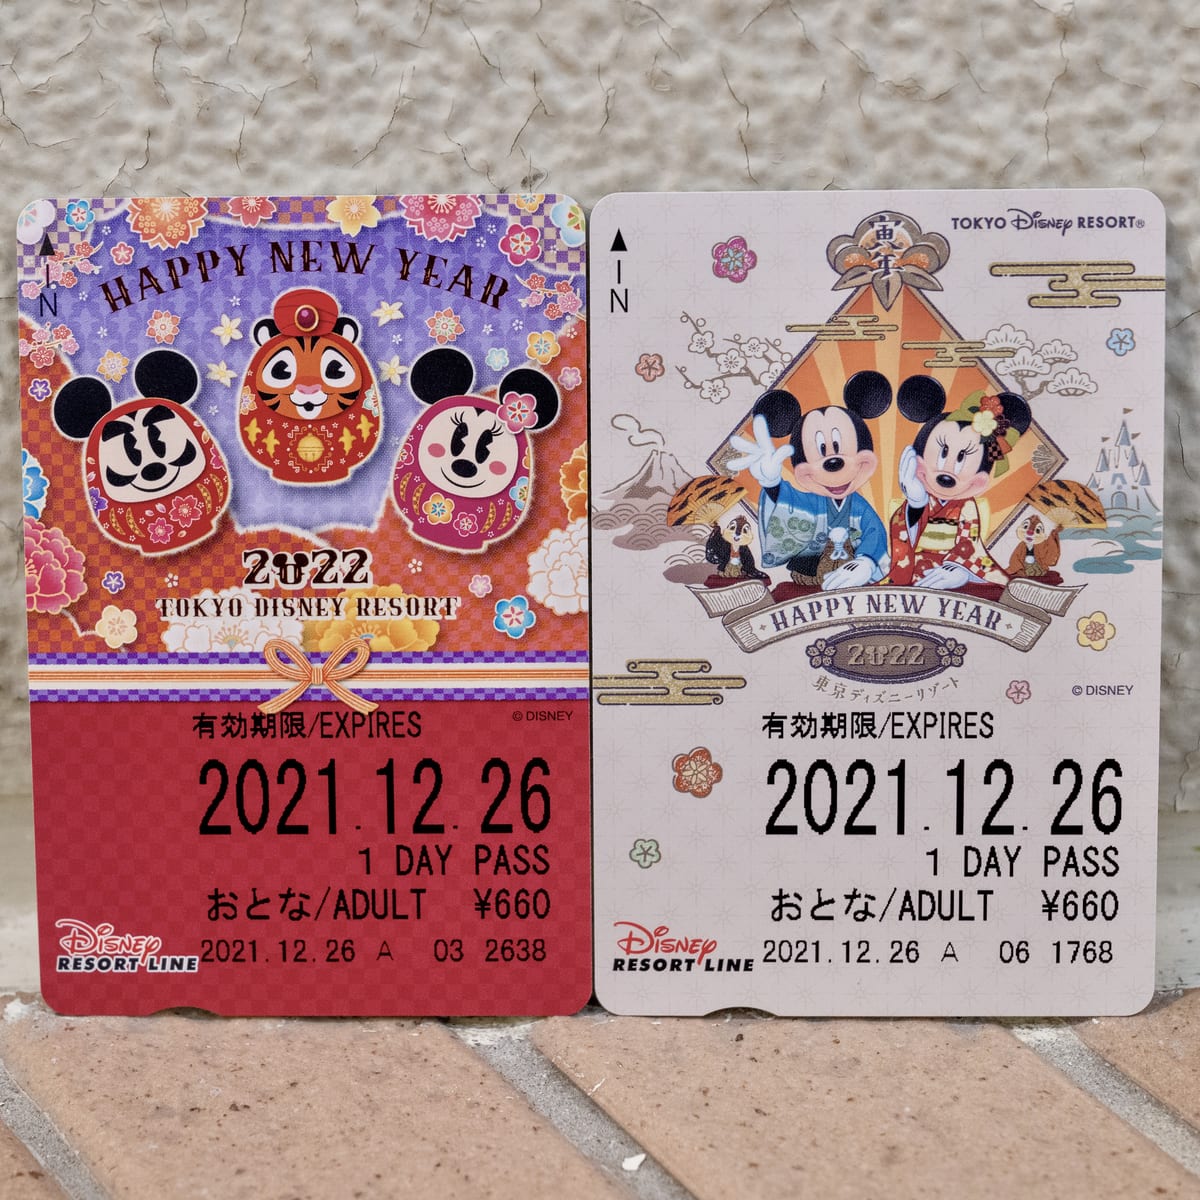 IN
HAPPY NEW YEAR
2022
TOKYO DISNEY RESORT
© DISNEY
有効期限/EXPIRES
2021.12.26
1 DAY PASS
おとな/ADULT ¥660
2021.12.26 A 03 2638
Disney
RESORT LINE
TOKYO Disney RESORT®
IN
寅年
HAPPY NEW YEAR
2022
東京ディズニーリゾート
© DISNEY
有効期限/EXPIRES
2021.12.26
1 DAY PASS
おとな/ADULT ¥660
2021.12.26 A 06 1768
Disney
RESORT LINE